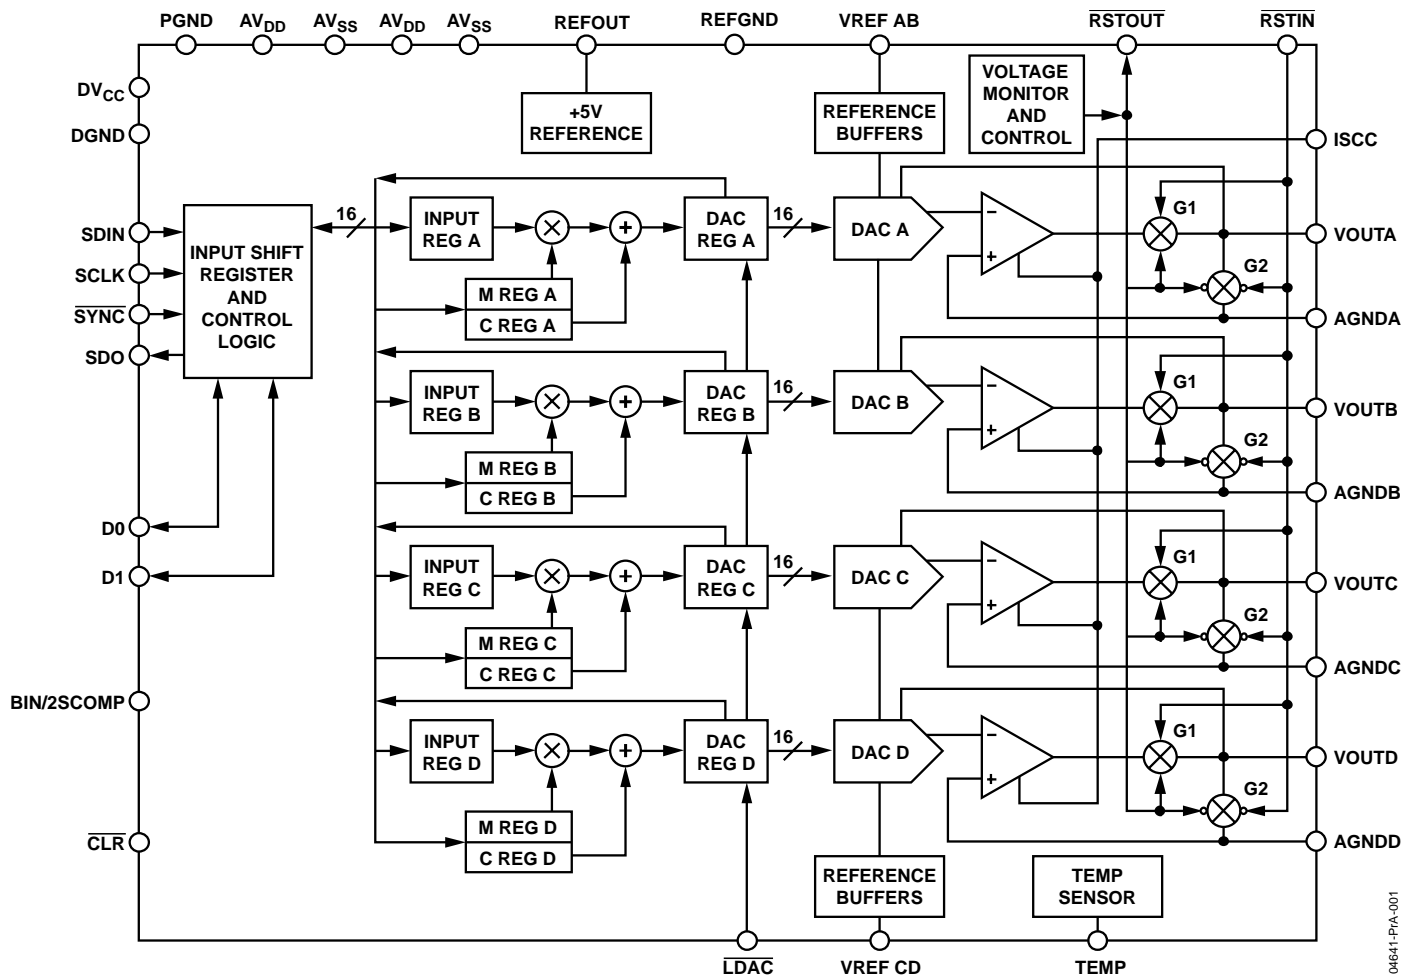 PGND
AVDD
AVSS
AVDD
AVSS
REFOUT
REFGND
VREF AB
RSTOUT
RSTIN
DVCC
DGND
+5V
REFERENCE
REFERENCE
BUFFERS
VOLTAGE
MONITOR
AND
CONTROL
ISCC
SDIN
SCLK
SYNC
SDO
INPUT SHIFT
REGISTER
AND
CONTROL
LOGIC
16
INPUT
REG A
×
+
M REG A
C REG A
DAC
REG A
16
DAC A
−
+
G1
G2
VOUTA
AGNDA
INPUT
REG B
×
+
M REG B
C REG B
DAC
REG B
16
DAC B
−
+
G1
G2
VOUTB
AGNDB
D0
D1
INPUT
REG C
×
+
M REG C
C REG C
DAC
REG C
16
DAC C
−
+
G1
G2
VOUTC
AGNDC
BIN/2SCOMP
INPUT
REG D
×
+
M REG D
C REG D
DAC
REG D
16
DAC D
−
+
G1
G2
VOUTD
AGNDD
CLR
REFERENCE
BUFFERS
TEMP
SENSOR
LDAC
VREF CD
TEMP
04641-PrA-001